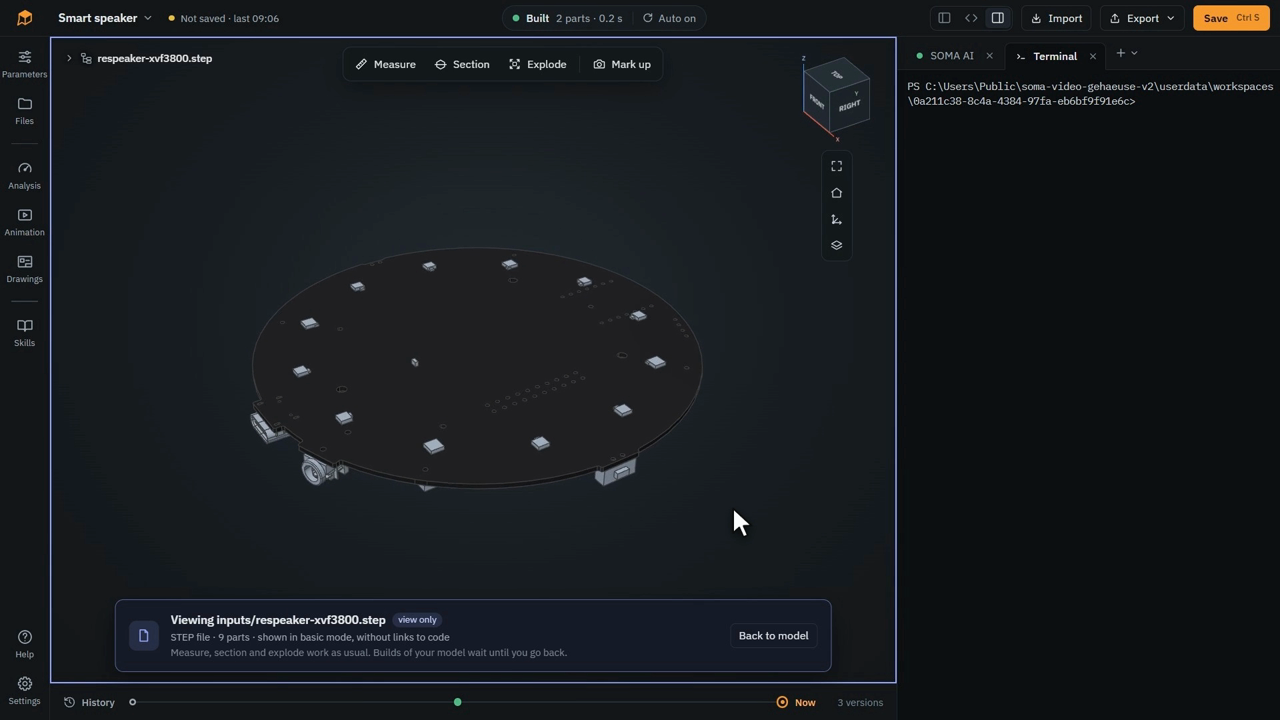 Smart speaker
Not saved · last 09:06
Built 2 parts · 0.2 s
Auto on
Import
Export
Save Ctrl S
Parameters
Files
Analysis
Animation
Drawings
Skills
Help
Settings
respeaker-xvf3800.step
Measure
Section
Explode
Mark up
z
TOP
FRONT
Y
RIGHT
x
SOMA AI
Terminal
PS C:\Users\Public\soma-video-gehaeuse-v2\userdata\workspaces
\0a211c38-8c4a-4384-97fa-eb6bf9f91e6c>
Viewing inputs/respeaker-xvf3800.step view only
STEP file · 9 parts · shown in basic mode, without links to code
Measure, section and explode work as usual. Builds of your model wait until you go back.
Back to model
History
Now
3 versions